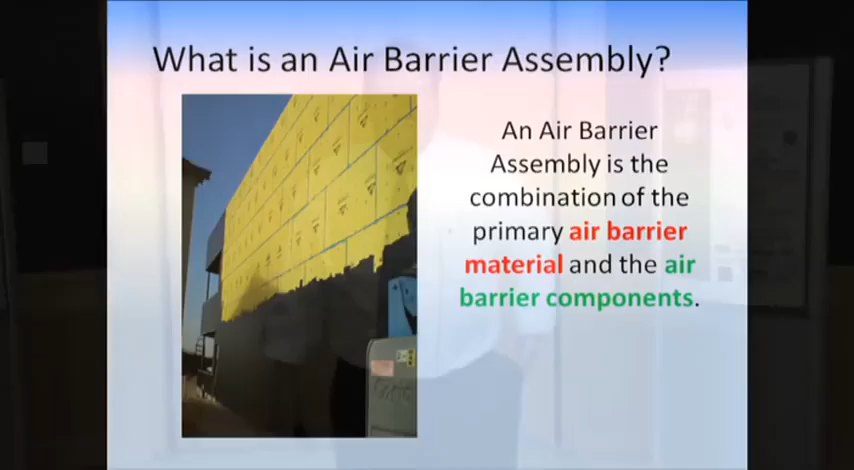 What is an Air Barrier Assembly?
An Air Barrier
Assembly is the
combination of the
primary air barrier
material and the air
barrier components.